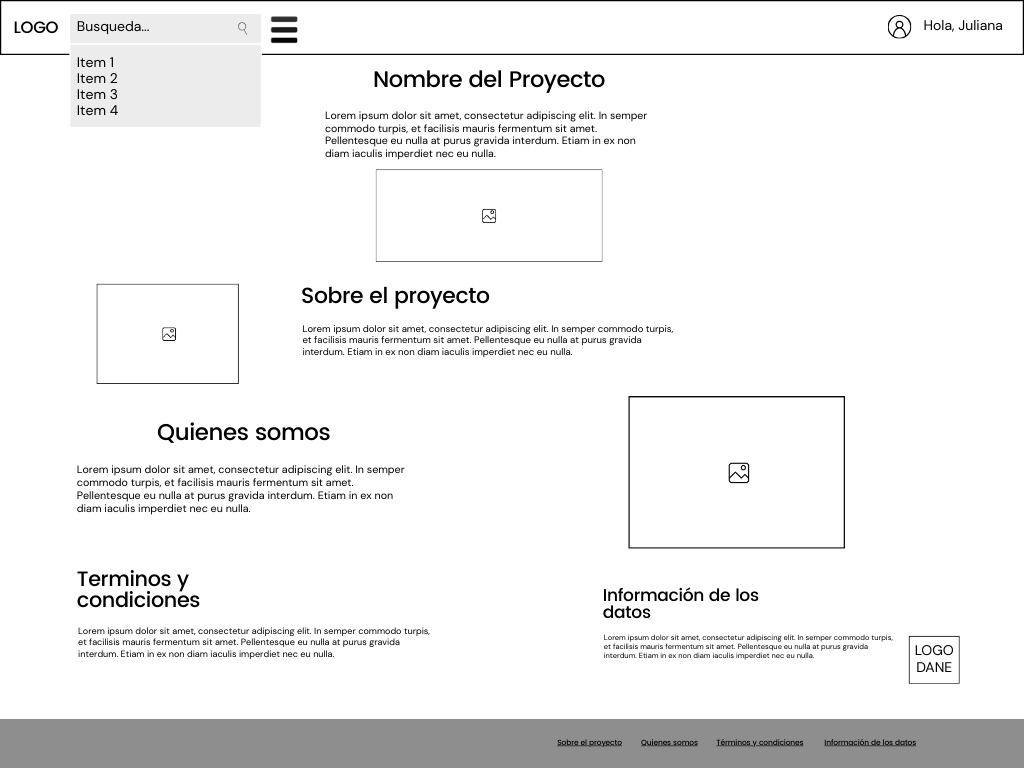 LOGO
Busqueda...
Hola, Juliana
Item 1
Item 2
Item 3
Item 4
Nombre del Proyecto
Lorem ipsum dolor sit amet, consectetur adipiscing elit. In semper
commodo turpis, et facilisis mauris fermentum sit amet.
Pellentesque eu nulla at purus gravida interdum. Etiam in ex non
diam iaculis imperdiet nec eu nulla.
Sobre el proyecto
Lorem ipsum dolor sit amet, consectetur adipiscing elit. In semper commodo turpis,
et facilisis mauris fermentum sit amet. Pellentesque eu nulla at purus gravida
interdum. Etiam in ex non diam iaculis imperdiet nec eu nulla.
Quienes somos
Lorem ipsum dolor sit amet, consectetur adipiscing elit. In semper
commodo turpis, et facilisis mauris fermentum sit amet.
Pellentesque eu nulla at purus gravida interdum. Etiam in ex non
diam iaculis imperdiet nec eu nulla.
Terminos y
condiciones
Lorem ipsum dolor sit amet, consectetur adipiscing elit. In semper commodo turpis,
et facilisis mauris fermentum sit amet. Pellentesque eu nulla at purus gravida
interdum. Etiam in ex non diam iaculis imperdiet nec eu nulla.
Información de los
datos
Lorem ipsum dolor sit amet, consectetur adipiscing elit. In semper commodo turpis,
et facilisis mauris fermentum sit amet. Pellentesque eu nulla at purus gravida
interdum. Etiam in ex non diam iaculis imperdiet nec eu nulla.
LOGO
DANE
Sobre el proyecto
Quienes somos
Términos y condiciones
Información de los datos